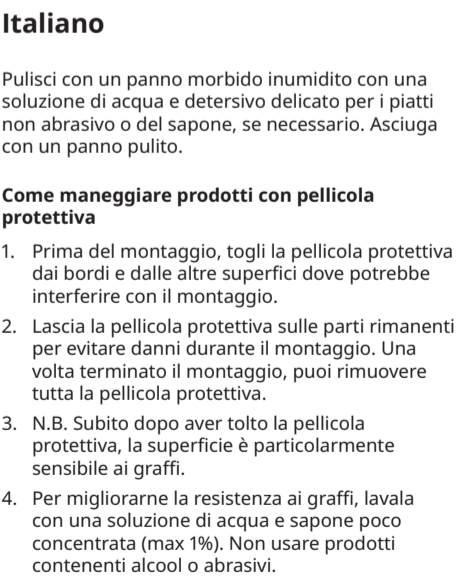 Italiano
Pulisci con un panno morbido inumidito con una
soluzione di acqua e detersivo delicato per i piatti
non abrasivo o del sapone, se necessario. Asciuga
con un panno pulito.
Come maneggiare prodotti con pellicola
protettiva
1. Prima del montaggio, togli la pellicola protettiva
dai bordi e dalle altre superfici dove potrebbe
interferire con il montaggio.
2. Lascia la pellicola protettiva sulle parti rimanenti
per evitare danni durante il montaggio. Una
volta terminato il montaggio, puoi rimuovere
tutta la pellicola protettiva.
3. N.B. Subito dopo aver tolto la pellicola
protettiva, la superficie è particolarmente
sensibile ai graffi.
4. Per migliorarne la resistenza ai graffi, lavala
con una soluzione di acqua e sapone poco
concentrata (max 1%). Non usare prodotti
contenenti alcool o abrasivi.